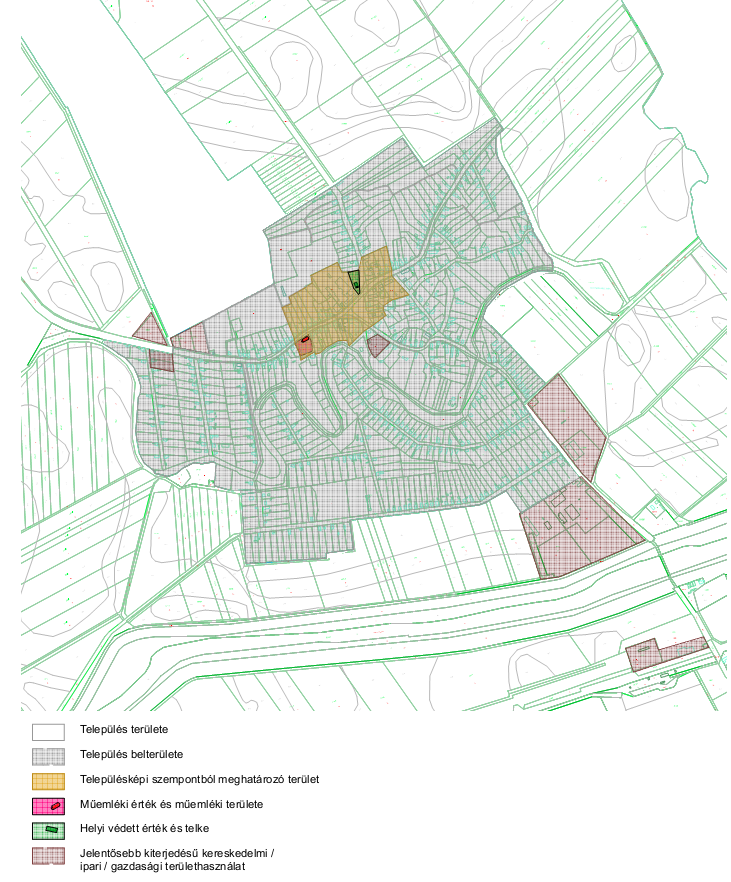 Település területe
Település belterülete
Településképi szempontból meghatározó terület
Műemléki érték és műemléki területe
Helyi védett érték és telke
Jelentősebb kiterjedésű kereskedelmi /
ipari / gazdasági területhasználat